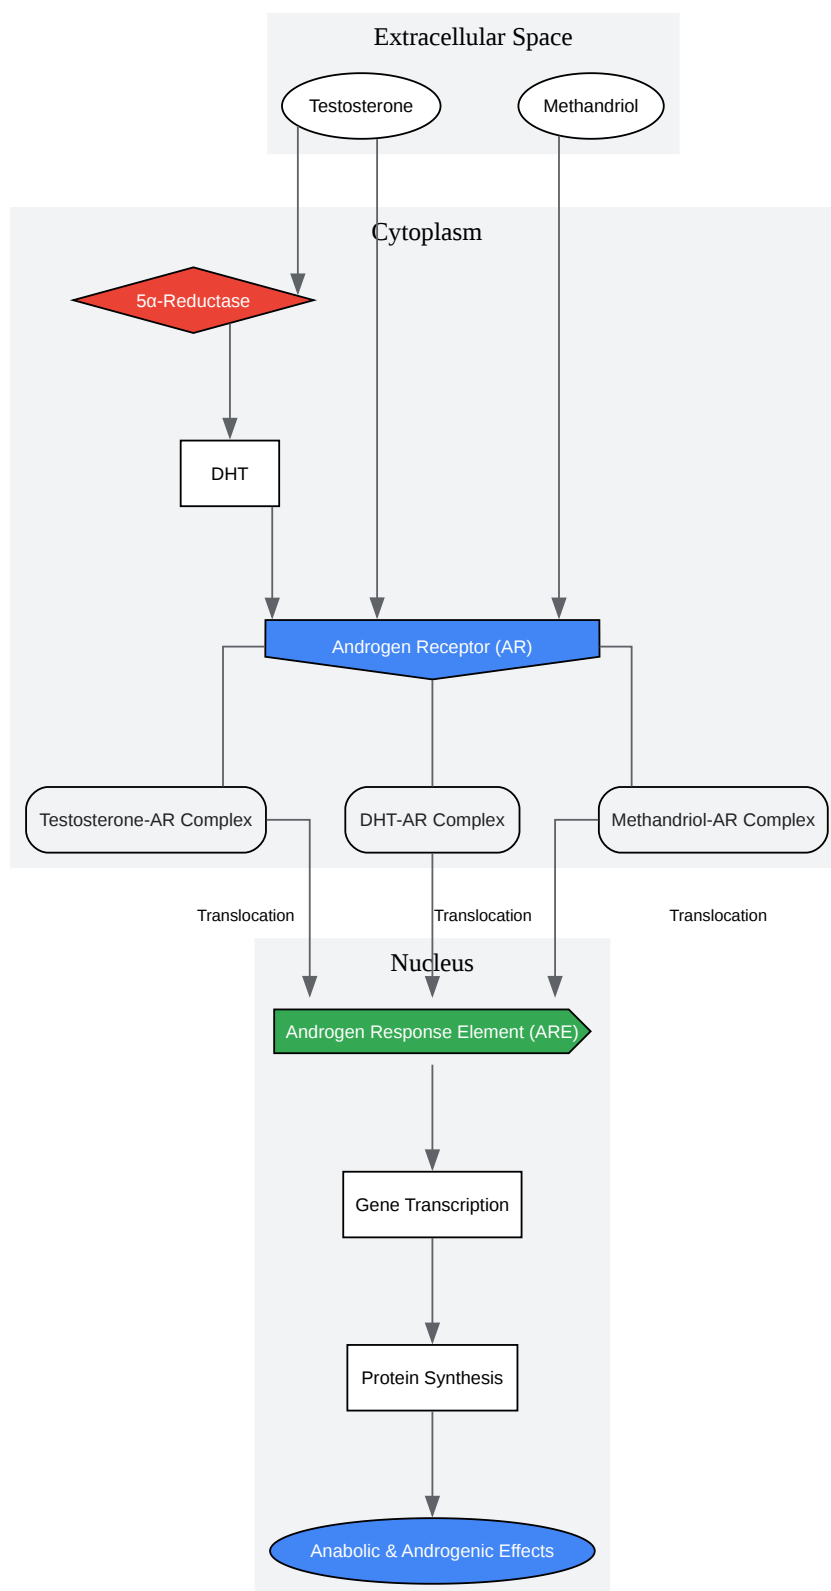 Extracellular Space
Testosterone
Methandriol
Cytoplasm
5α-Reductase
DHT
Androgen Receptor (AR)
Testosterone-AR Complex
DHT-AR Complex
Methandriol-AR Complex
Translocation
Translocation
Translocation
Nucleus
Androgen Response Element (ARE)
Gene Transcription
Protein Synthesis
Anabolic & Androgenic Effects